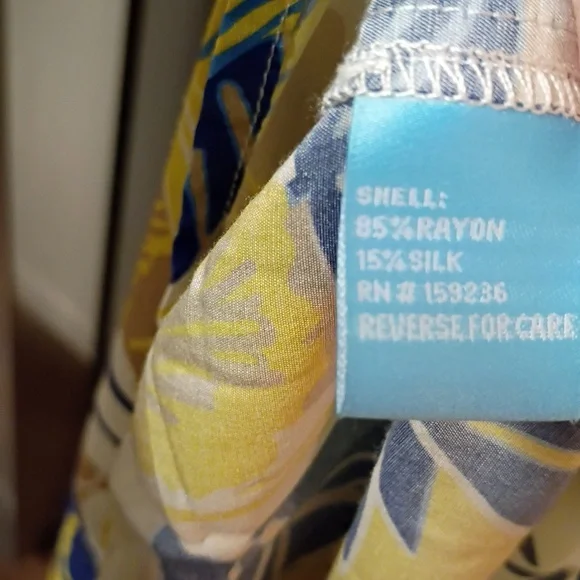 SHELL:
85% RAYON
15% SILK
RN # 159236
REVERSE FOR CARE